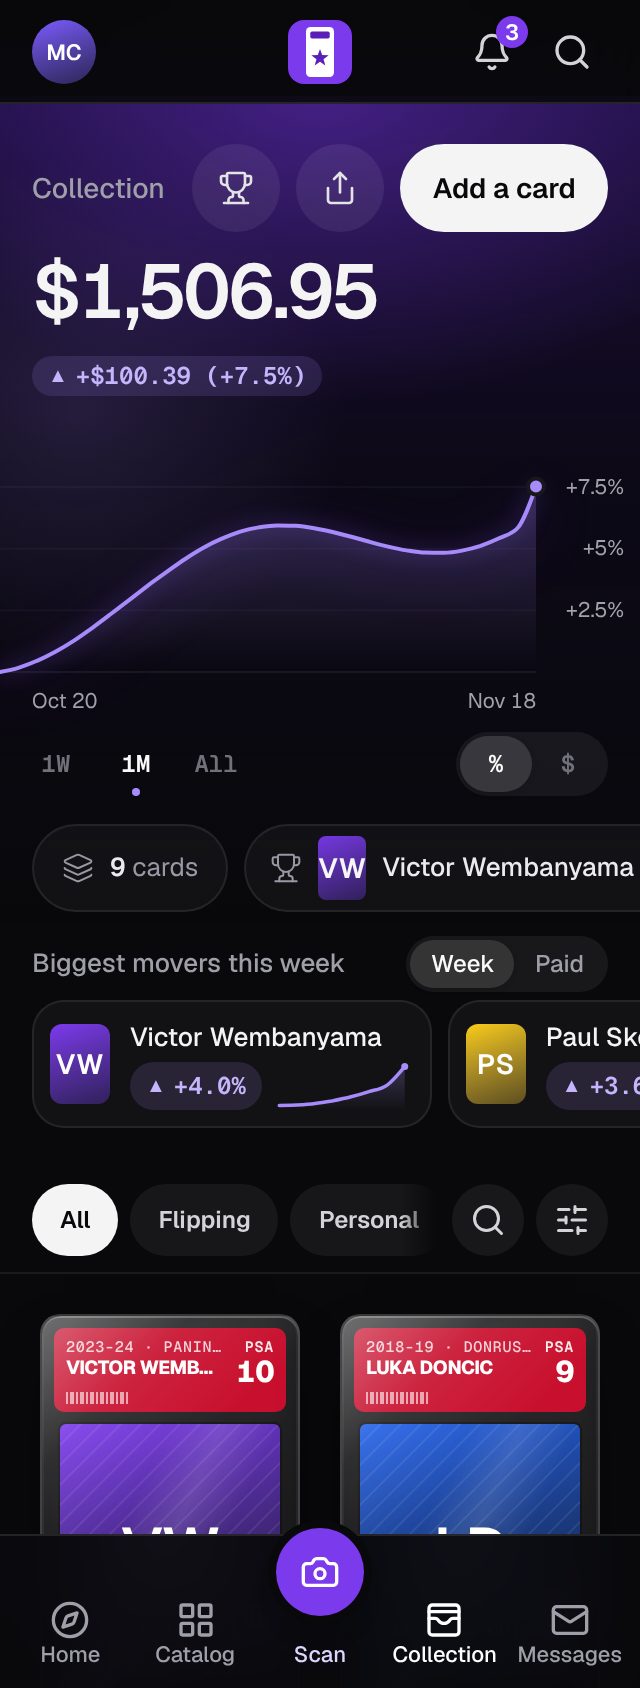 MC
3
Collection
Add a card
$1,506.95
▲ +$100.39 (+7.5%)
+7.5%
+5%
+2.5%
Oct 20
Nov 18
1W
1M
All
%
$
9 cards
VW
Victor Wembanyama
Biggest movers this week
Week
Paid
VW
Victor Wembanyama
▲ +4.0%
PS
Paul Sk
▲ +3.6
All
Flipping
Personal
2023-24 · PANIN… PSA
VICTOR WEMB… 10
2018-19 · DONRUS… PSA
LUKA DONCIC 9
VW
LD
Home
Catalog
Scan
Collection
Messages